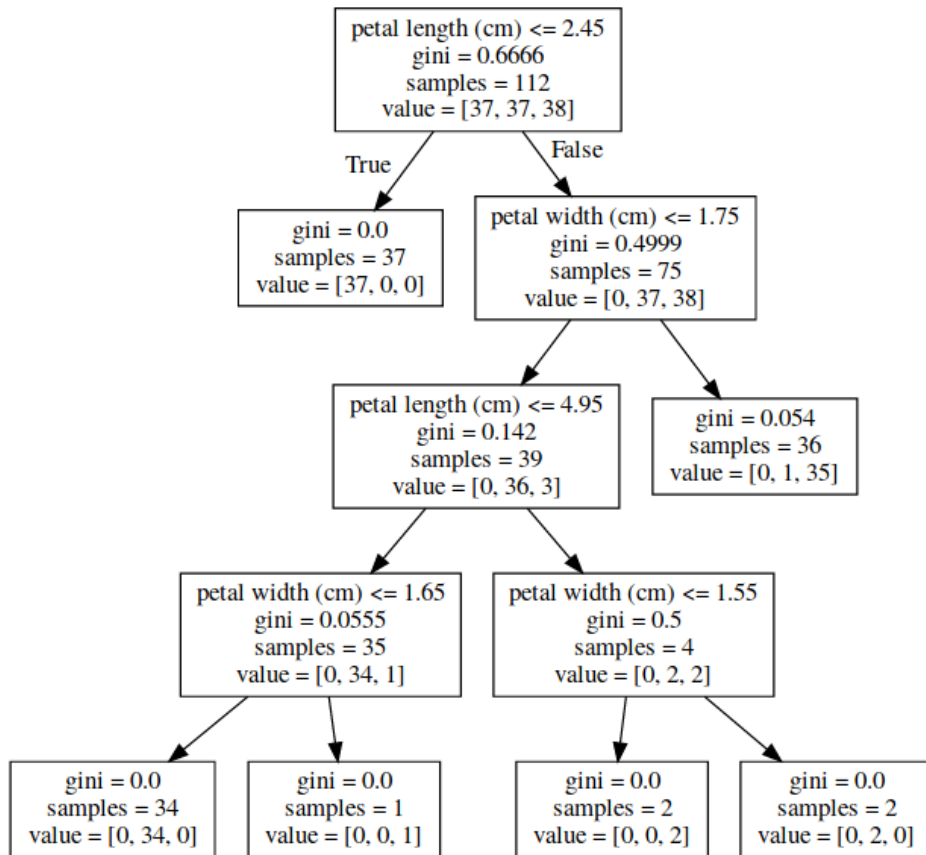 petal length (cm) <= 2.45
gini = 0.6666
samples = 112
value = [37, 37, 38]
True
False
gini = 0.0
samples = 37
value = [37, 0, 0]
petal width (cm) <= 1.75
gini = 0.4999
samples = 75
value = [0, 37, 38]
petal length (cm) <= 4.95
gini = 0.142
samples = 39
value = [0, 36, 3]
gini = 0.054
samples = 36
value = [0, 1, 35]
petal width (cm) <= 1.65
gini = 0.0555
samples = 35
value = [0, 34, 1]
petal width (cm) <= 1.55
gini = 0.5
samples = 4
value = [0, 2, 2]
gini = 0.0
samples = 34
value = [0, 34, 0]
gini = 0.0
samples = 1
value = [0, 0, 1]
gini = 0.0
samples = 2
value = [0, 0, 2]
gini = 0.0
samples = 2
value = [0, 2, 0]